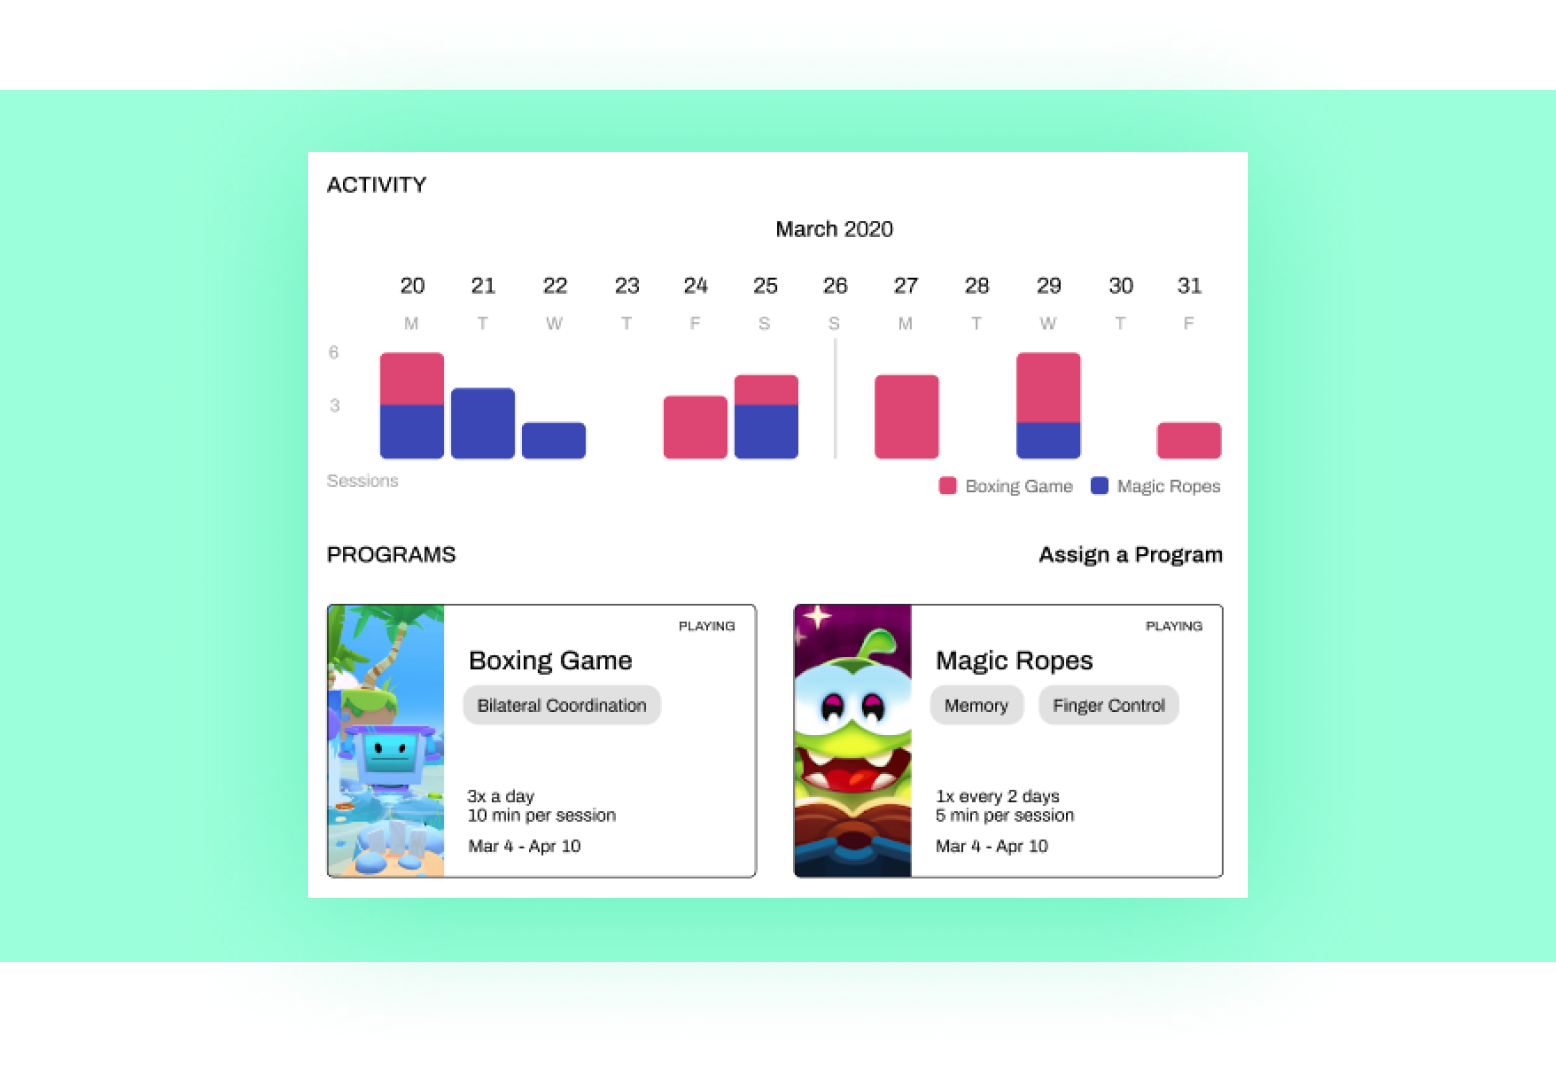 ACTIVITY
March 2020
20 21 22 23 24 25 26 27 28 29 30 31
M T W T F S S M T W T F
6
3
Sessions
Boxing Game Magic Ropes
PROGRAMS Assign a Program
PLAYING
Boxing Game
Bilateral Coordination
3x a day
10 min per session
Mar 4 - Apr 10
PLAYING
Magic Ropes
Memory Finger Control
1x every 2 days
5 min per session
Mar 4 - Apr 10